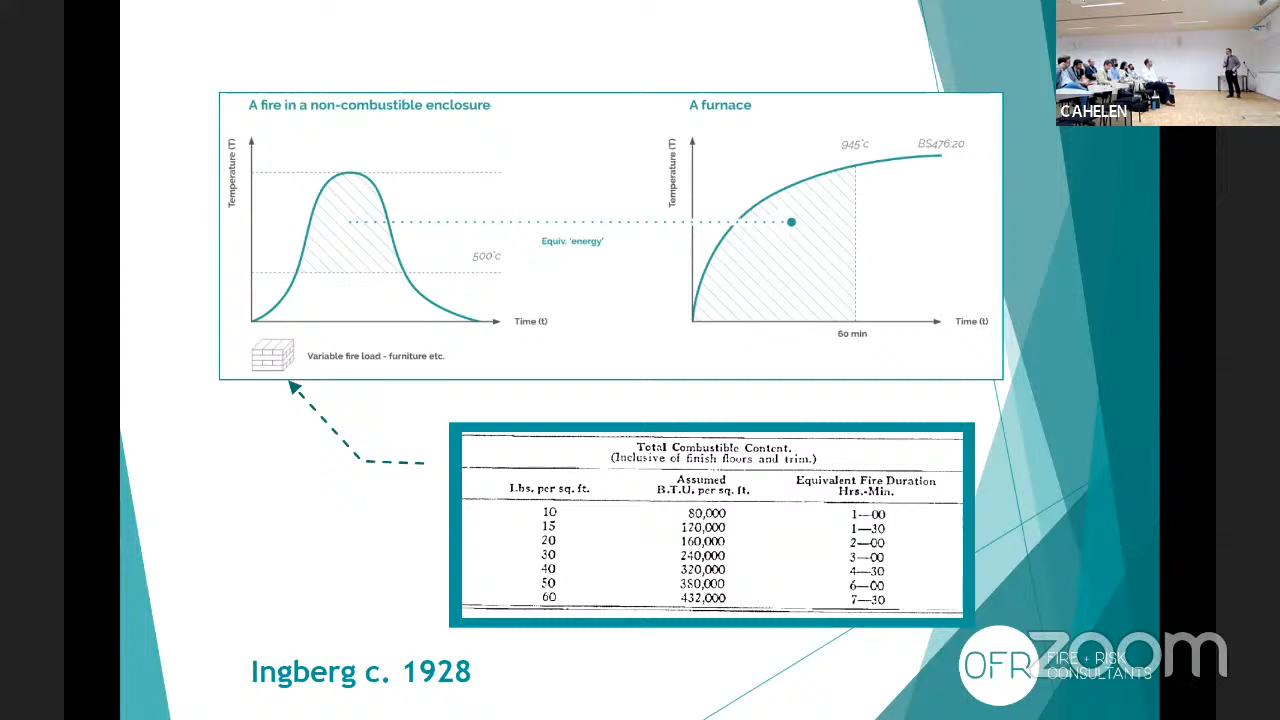 A fire in a non-combustible enclosure
A furnace
945°c
BS476:20
Temperature (T)
Temperature (T)
500°c
Equiv. 'energy'
Time (t)
Time (t)
60 min
Variable fire load - furniture etc.
CAHELEN
Total Combustible Content.
(Inclusive of finish floors and trim.)
Lbs. per sq. ft.
Assumed
B.T.U. per sq. ft.
Equivalent Fire Duration
Hrs.-Min.
10 80,000 1—00
15 120,000 1—30
20 160,000 2—00
30 240,000 3—00
40 320,000 4—30
50 380,000 6—00
60 432,000 7—30
Ingberg c. 1928
OFR FIRE + RISK
CONSULTANTS
zoom